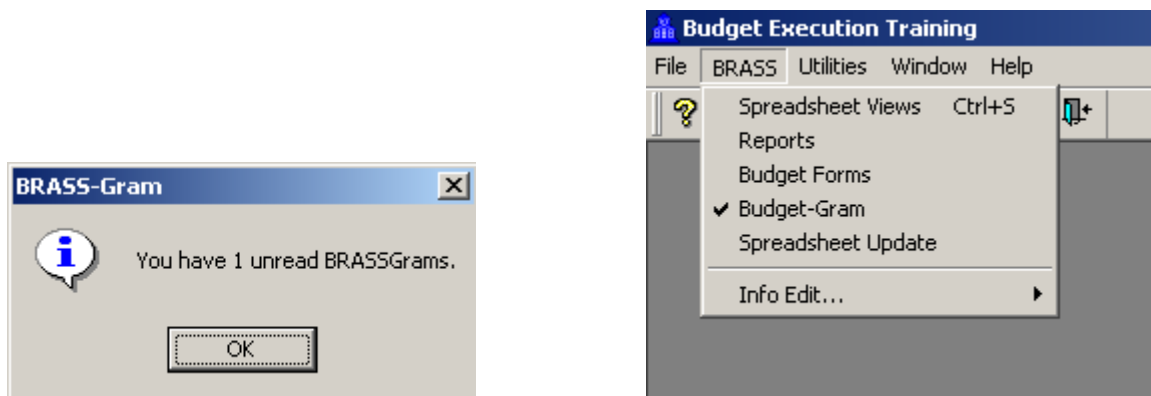 BRASS-Gram
You have 1 unread BRASSGrams.
OK
Budget Execution Training
File BRASS Utilities Window Help
Spreadsheet Views Ctrl+S
Reports
Budget Forms
Budget-Gram
Spreadsheet Update
Info Edit...